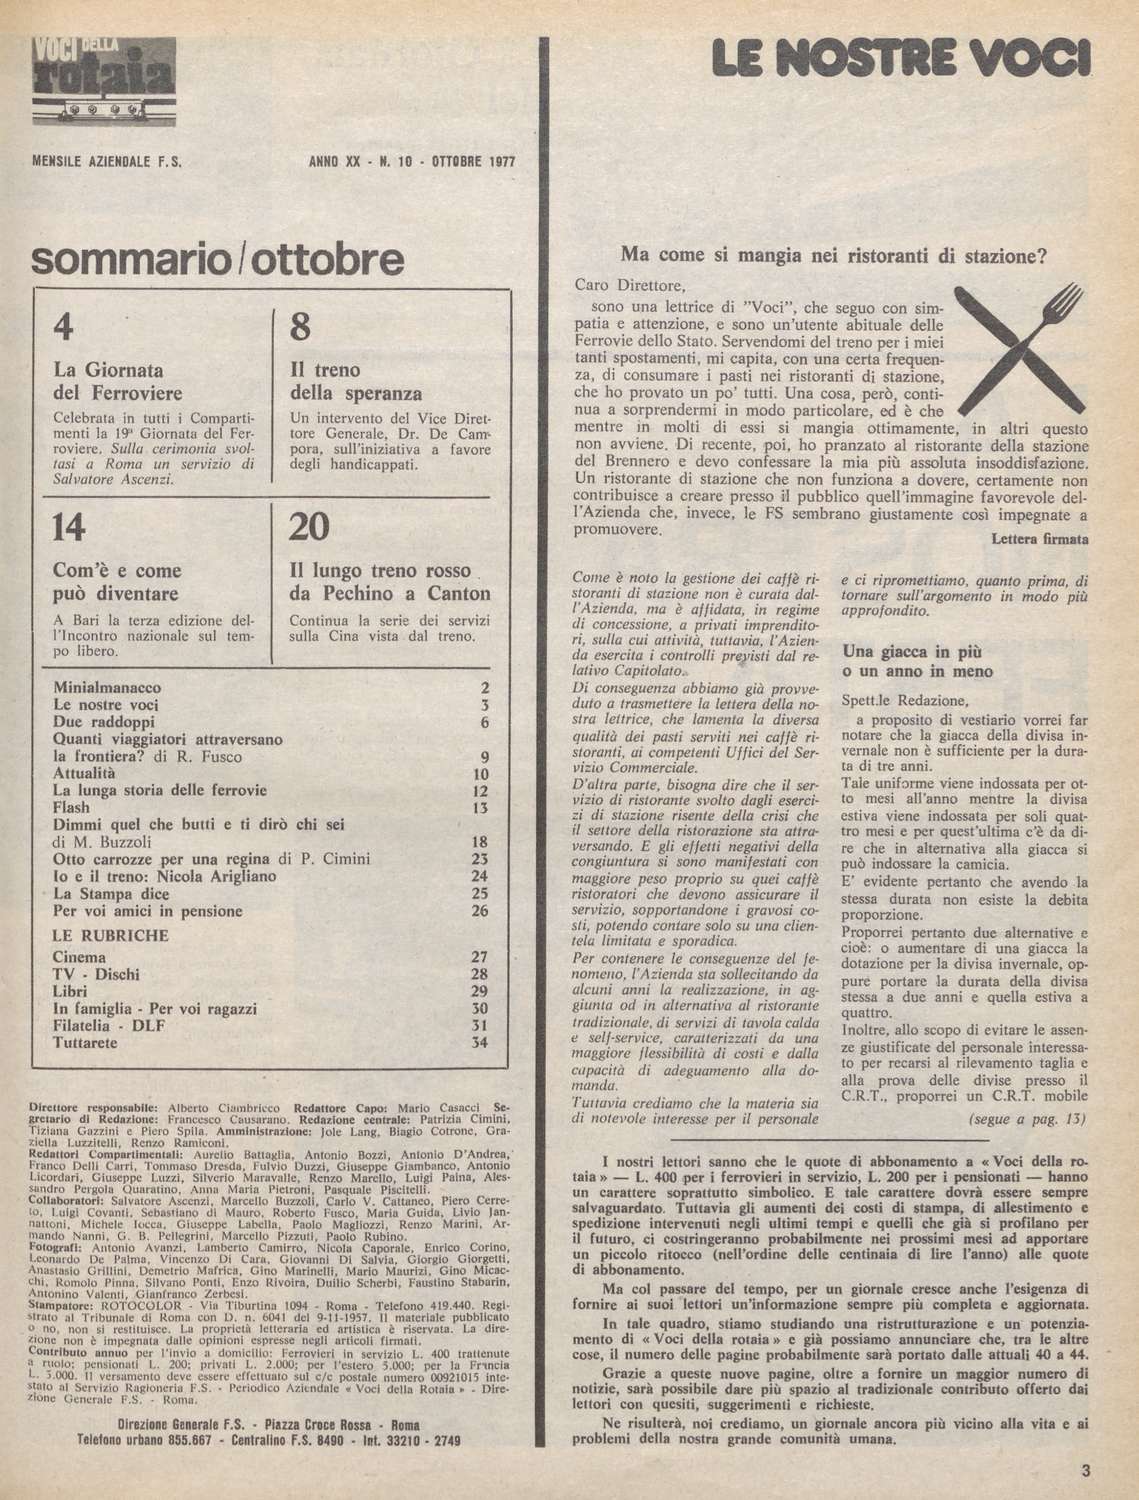 VOCI DELLA
rotaia
MENSILE AZIENDALE F.S.
ANNO XX - N. 10 - OTTOBRE 1977
sommario/ottobre
4
La Giornata
del Ferroviere
Celebrata in tutti i Comparti-
menti la 19ª Giornata del Fer-
roviere. Sulla cerimonia svol-
tasi a Roma un servizio di
Salvatore Ascenzi.
8
Il treno
della speranza
Un intervento del Vice Diret-
tore Generale, Dr. De Cam-
pora, sull'iniziativa a favore
degli handicappati.
14
Com'è e come
può diventare
A Bari la terza edizione del-
l'Incontro nazionale sul tem-
po libero.
20
Il lungo treno rosso
da Pechino a Canton
Continua la serie dei servizi
sulla Cina vista dal treno.
Minialmanacco 2
Le nostre voci 3
Due raddoppi 6
Quanti viaggiatori attraversano
la frontiera? di R. Fusco 9
Attualità 10
La lunga storia delle ferrovie 12
Flash 13
Dimmi quel che butti e ti dirò chi sei
di M. Buzzoli 18
Otto carrozze per una regina di P. Cimini 23
Io e il treno: Nicola Arigliano 24
La Stampa dice 25
Per voi amici in pensione 26
LE RUBRICHE
Cinema 27
TV - Dischi 28
Libri 29
In famiglia - Per voi ragazzi 30
Filatelia - DLF 31
Tuttarete 34
Direttore responsabile: Alberto Ciambricco Redattore Capo: Mario Casacci Se-
gretario di Redazione: Francesco Causarano. Redazione centrale: Patrizia Cimini,
Tiziana Gazzini e Piero Spila. Amministrazione: Jole Lang, Biagio Cotrone, Gra-
ziella Luzzitelli, Renzo Ramiconi.
Redattori Compartimentali: Aurelio Battaglia, Antonio Bozzi, Antonio D'Andrea,
Franco Delli Carri, Tommaso Dresda, Fulvio Duzzi, Giuseppe Giambanco, Antonio
Licordari, Giuseppe Luzzi, Silverio Maravalle, Renzo Marello, Luigi Paina, Ales-
sandro Pergola Quaratino, Anna Maria Pietroni, Pasquale Piscitelli.
Collaboratori: Salvatore Ascenzi, Marcello Buzzoli, Carlo V. Cattaneo, Piero Cerre-
to, Luigi Covanti, Sebastiano di Mauro, Roberto Fusco, Maria Guida, Livio Jan-
nattoni, Michele Iocca, Giuseppe Labella, Paolo Magliozzi, Renzo Marini, Ar-
mando Nanni, G. B. Pellegrini, Marcello Pizzuti, Paolo Rubino.
Fotografi: Antonio Avanzi, Lamberto Camirro, Nicola Caporale, Enrico Corino,
Leonardo De Palma, Vincenzo Di Cara, Giovanni Di Salvia, Giorgio Giorgetti,
Anastasio Grillini, Demetrio Mafrica, Gino Marinelli, Mario Maurizi, Gino Micac-
chi, Romolo Pinna, Silvano Ponti, Enzo Rivoira, Duilio Scherbi, Faustino Stabarin,
Antonino Valenti, Gianfranco Zerbesi.
Stampatore: ROTOCOLOR - Via Tiburtina 1094 - Roma - Telefono 419.440. Regi-
strato al Tribunale di Roma con D. n. 6041 del 9-11-1957. Il materiale pubblicato
o no, non si restituisce. La proprietà letteraria ed artistica è riservata. La dire-
zione non è impegnata dalle opinioni espresse negli articoli firmati.
Contributo annuo per l'invio a domicilio: Ferrovieri in servizio L. 400 trattenute
a ruolo; pensionati L. 200; privati L. 2.000; per l'estero 3.000; per la Francia
L. 3.000. Il versamento deve essere effettuato sul c/c postale numero 00921015 inte-
stato al Servizio Ragioneria F.S. - Periodico Aziendale « Voci della Rotaia » - Dire-
zione Generale F.S. - Roma.
Direzione Generale F.S. - Piazza Croce Rossa - Roma
Telefono urbano 855.667 - Centralino F.S. 8490 - Int. 33210 - 2749
LE NOSTRE VOCI
Ma come si mangia nei ristoranti di stazione?
Caro Direttore,
sono una lettrice di "Voci", che seguo con sim-
patia e attenzione, e sono un'utente abituale delle
Ferrovie dello Stato. Servendomi del treno per i miei
tanti spostamenti, mi capita, con una certa frequen-
za, di consumare i pasti nei ristoranti di stazione,
che ho provato un po' tutti. Una cosa, però, conti-
nua a sorprendermi in modo particolare, ed è che
mentre in molti di essi si mangia ottimamente, in altri questo
non avviene. Di recente, poi, ho pranzato al ristorante della stazione
del Brennero e devo confessare la mia più assoluta insoddisfazione.
Un ristorante di stazione che non funziona a dovere, certamente non
contribuisce a creare presso il pubblico quell'immagine favorevole del-
l'Azienda che, invece, le FS sembrano giustamente così impegnate a
promuovere.
Lettera firmata
Come è noto la gestione dei caffè ri-
storanti di stazione non è curata dal-
l'Azienda, ma è affidata, in regime
di concessione, a privati imprendito-
ri, sulla cui attività, tuttavia, l'Azien-
da esercita i controlli previsti dal re-
lativo Capitolato.
Di conseguenza abbiamo già provve-
duto a trasmettere la lettera della no-
stra lettrice, che lamenta la diversa
qualità dei pasti serviti nei caffè ri-
storanti, ai competenti Uffici del Ser-
vizio Commerciale.
D'altra parte, bisogna dire che il ser-
vizio di ristorante svolto dagli eserci-
zi di stazione risente della crisi che
il settore della ristorazione sta attra-
versando. E gli effetti negativi della
congiuntura si sono manifestati con
maggiore peso proprio su quei caffè
ristoratori che devono assicurare il
servizio, sopportandone i gravosi co-
sti, potendo contare solo su una clien-
tela limitata e sporadica.
Per contenere le conseguenze del fe-
nomeno, l'Azienda sta sollecitando da
alcuni anni la realizzazione, in ag-
giunta od in alternativa al ristorante
tradizionale, di servizi di tavola calda
e self-service, caratterizzati da una
maggiore flessibilità di costi e dalla
capacità di adeguamento alla do-
manda.
Tuttavia crediamo che la materia sia
di notevole interesse per il personale
e ci ripromettiamo, quanto prima, di
tornare sull'argomento in modo più
approfondito.
Una giacca in più
o un anno in meno
Spett.le Redazione,
a proposito di vestiario vorrei far
notare che la giacca della divisa in-
vernale non è sufficiente per la dura-
ta di tre anni.
Tale uniforme viene indossata per ot-
to mesi all'anno mentre la divisa
estiva viene indossata per soli quat-
tro mesi e per quest'ultima c'è da di-
re che in alternativa alla giacca si
può indossare la camicia.
E' evidente pertanto che avendo la
stessa durata non esiste la debita
proporzione.
Proporrei pertanto due alternative e
cioè: o aumentare di una giacca la
dotazione per la divisa invernale, op-
pure portare la durata della divisa
stessa a due anni e quella estiva a
quattro.
Inoltre, allo scopo di evitare le assen-
ze giustificate del personale interessa-
to per recarsi al rilevamento taglia e
alla prova delle divise presso il
C.R.T., proporrei un C.R.T. mobile
(segue a pag. 13)
I nostri lettori sanno che le quote di abbonamento a « Voci della ro-
taia » — L. 400 per i ferrovieri in servizio, L. 200 per i pensionati — hanno
un carattere soprattutto simbolico. E tale carattere dovrà essere sempre
salvaguardato. Tuttavia gli aumenti dei costi di stampa, di allestimento e
spedizione intervenuti negli ultimi tempi e quelli che già si profilano per
il futuro, ci costringeranno probabilmente nei prossimi mesi ad apportare
un piccolo ritocco (nell'ordine delle centinaia di lire l'anno) alle quote
di abbonamento.
Ma col passare del tempo, per un giornale cresce anche l'esigenza di
fornire ai suoi lettori un'informazione sempre più completa e aggiornata.
In tale quadro, stiamo studiando una ristrutturazione e un potenzia-
mento di « Voci della rotaia » e già possiamo annunciare che, tra le altre
cose, il numero delle pagine probabilmente sarà portato dalle attuali 40 a 44.
Grazie a queste nuove pagine, oltre a fornire un maggior numero di
notizie, sarà possibile dare più spazio al tradizionale contributo offerto dai
lettori con quesiti, suggerimenti e richieste.
Ne risulterà, noi crediamo, un giornale ancora più vicino alla vita e ai
problemi della nostra grande comunità umana.
3